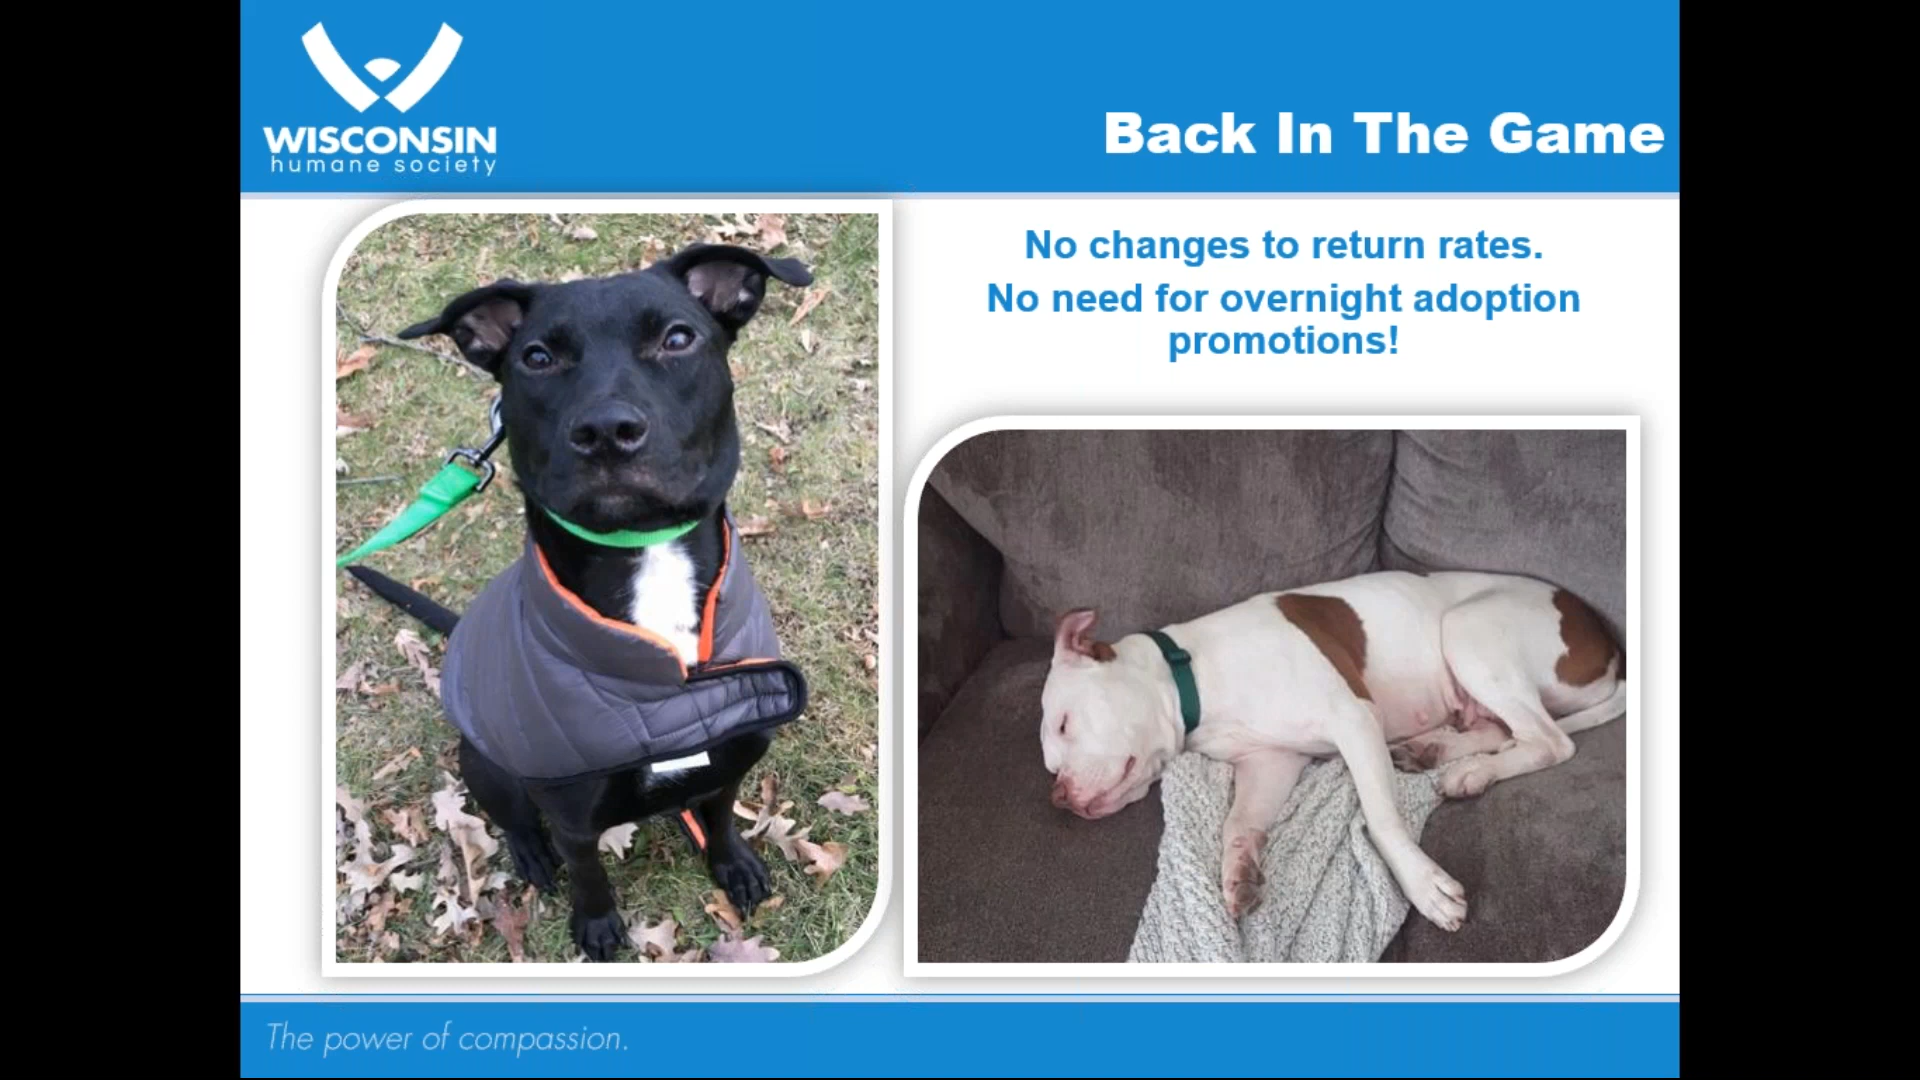 WISCONSIN
humane society
Back In The Game
No changes to return rates.
No need for overnight adoption
promotions!
The power of compassion.